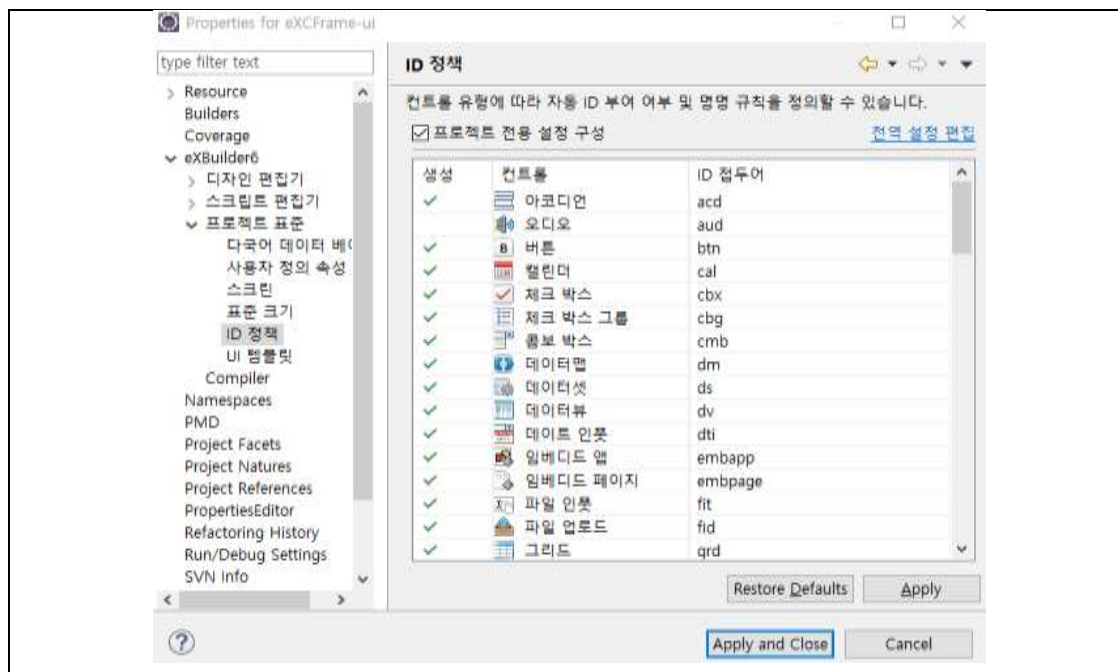 Properties for eXCFrame-ui
type filter text
Resource
Builders
Coverage
eXBuilder6
디자인 편집기
스크립트 편집기
프로젝트 표준
다국어 데이터 베
사용자 정의 속성
스크린
표준 크기
ID 정책
UI 템플릿
Compiler
Namespaces
PMD
Project Facets
Project Natures
Project References
PropertiesEditor
Refactoring History
Run/Debug Settings
SVN Info
ID 정책
컨트롤 유형에 따라 자동 ID 부여 여부 및 명명 규칙을 정의할 수 있습니다.
프로젝트 전용 설정 구성 전역 설정 편집
생성 컨트롤 ID 접두어
아코디언 acd
오디오 aud
B 버튼 btn
캘린더 cal
체크 박스 cbx
체크 박스 그룹 cbg
콤보 박스 cmb
데이터맵 dm
데이터셋 ds
데이터뷰 dv
데이트 인풋 dti
임베디드 앱 embapp
임베디드 페이지 embpage
파일 인풋 fit
파일 업로드 fid
그리드 grd
Restore Defaults Apply
? Apply and Close Cancel